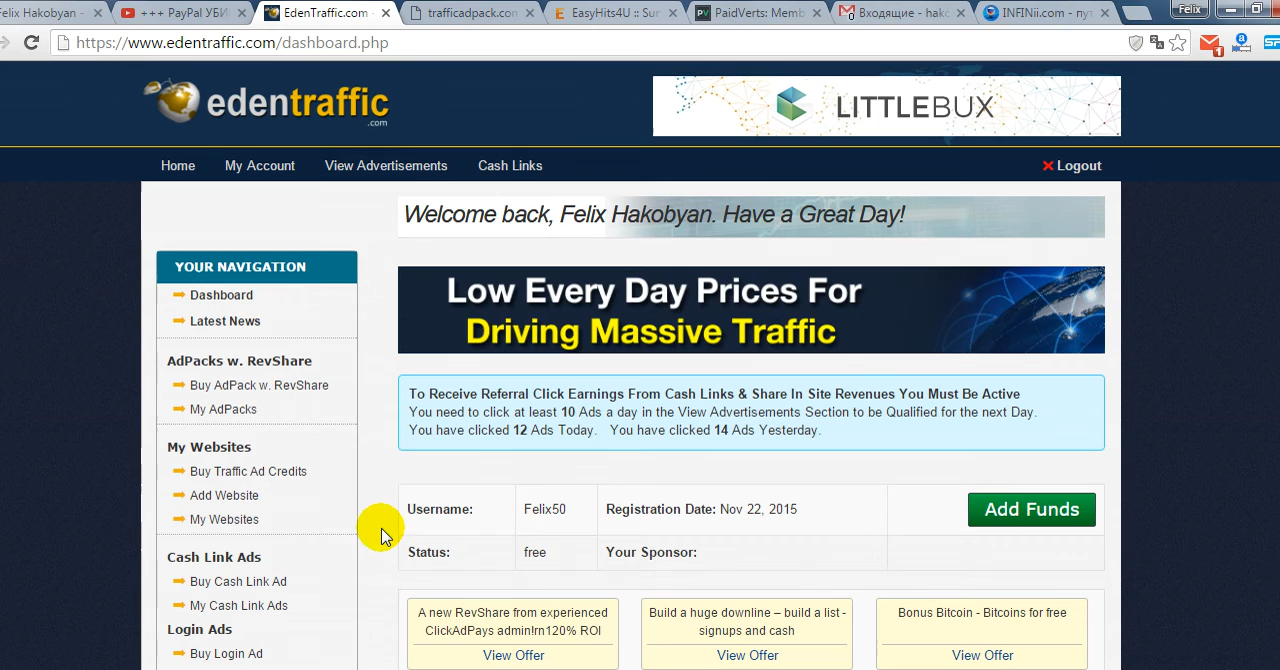 Felix Hakobyan -
+++ PayPal УБИ
EdenTraffic.com -
trafficadpack.con
EasyHits4U :: Sur
PaidVerts: Memb
Входящие - hako
INFINii.com - пут
Felix
https://www.edentraffic.com/dashboard.php
1
edentraffic
.com
LITTLEBUX
Home My Account View Advertisements Cash Links Logout
Welcome back, Felix Hakobyan. Have a Great Day!
YOUR NAVIGATION
Dashboard
Latest News
AdPacks w. RevShare
Buy AdPack w. RevShare
My AdPacks
My Websites
Buy Traffic Ad Credits
Add Website
My Websites
Cash Link Ads
Buy Cash Link Ad
My Cash Link Ads
Login Ads
Buy Login Ad
Low Every Day Prices For
Driving Massive Traffic
To Receive Referral Click Earnings From Cash Links & Share In Site Revenues You Must Be Active
You need to click at least 10 Ads a day in the View Advertisements Section to be Qualified for the next Day.
You have clicked 12 Ads Today. You have clicked 14 Ads Yesterday.
Username: Felix50 Registration Date: Nov 22, 2015 Add Funds
Status: free Your Sponsor:
A new RevShare from experienced
ClickAdPays admin!rn120% ROI
View Offer
Build a huge downline – build a list -
signups and cash
View Offer
Bonus Bitcoin - Bitcoins for free
View Offer